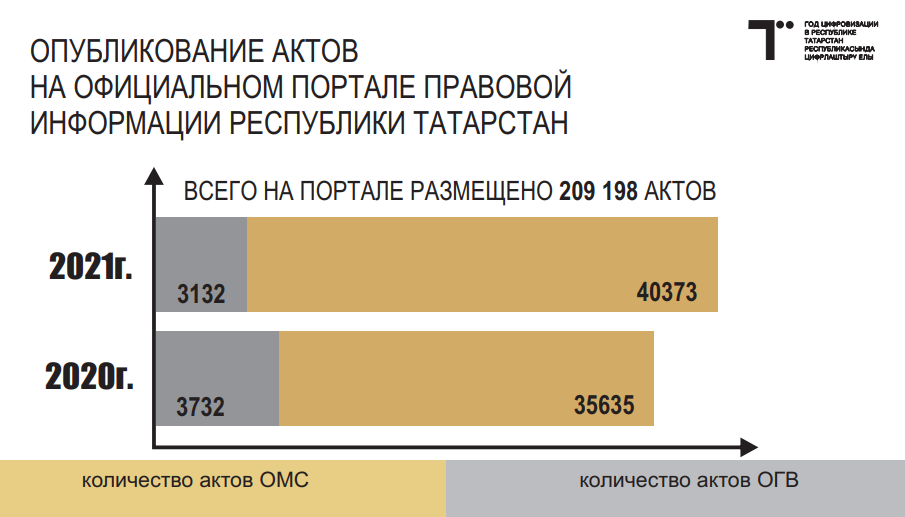 ОПУБЛИКОВАНИЕ АКТОВ
НА ОФИЦИАЛЬНОМ ПОРТАЛЕ ПРАВОВОЙ
ИНФОРМАЦИИ РЕСПУБЛИКИ ТАТАРСТАН
ГОД ЦИФРОВИЗАЦИИ
В РЕСПУБЛИКЕ
ТАТАРСТАН
РЕСПУБЛИКАСЫНДА
ЦИФРЛАШТЫРУ ЕЛЫ
ВСЕГО НА ПОРТАЛЕ РАЗМЕЩЕНО 209 198 АКТОВ
2021г.
3132
40373
2020г.
3732
35635
количество актов ОМС
количество актов ОГВ